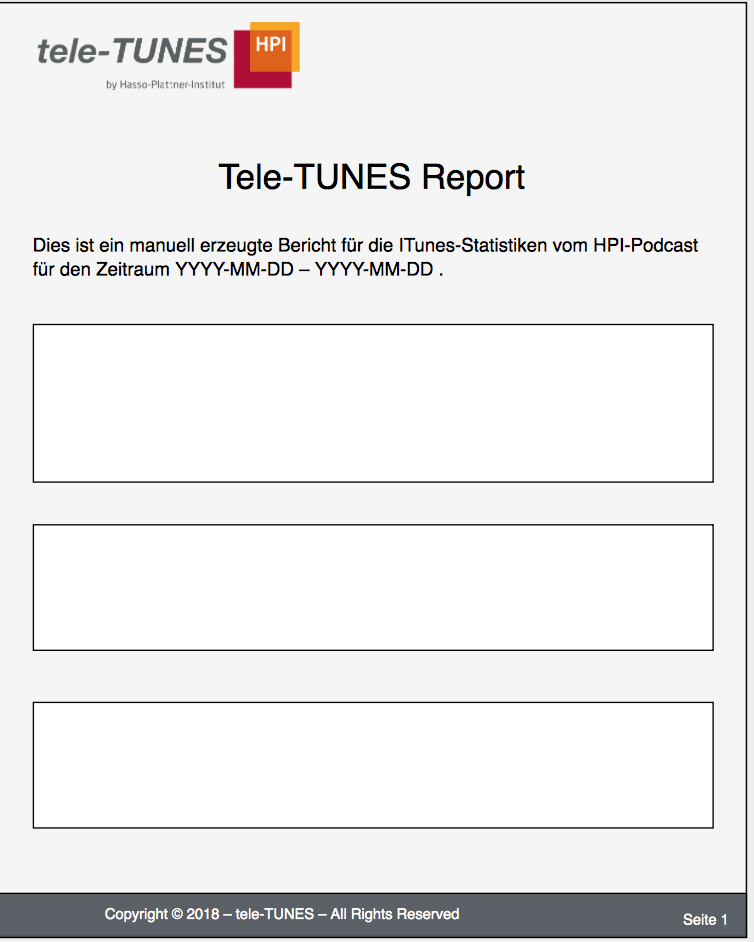 tele-TUNES
HPI
by Hasso-Plattner-Institut
Tele-TUNES Report
Dies ist ein manuell erzeugte Bericht für die ITunes-Statistiken vom HPI-Podcast
für den Zeitraum YYYY-MM-DD – YYYY-MM-DD .
Copyright © 2018 – tele-TUNES – All Rights Reserved
Seite 1